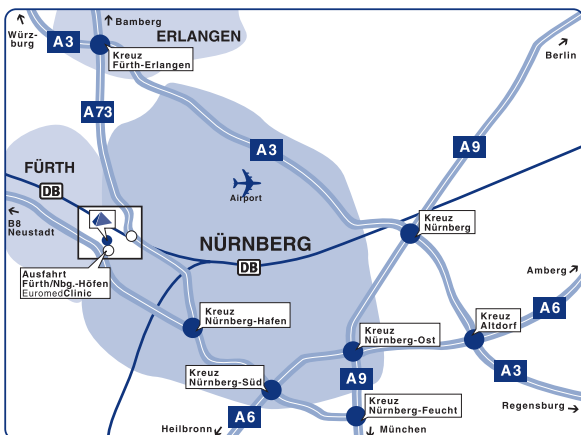 Bamberg
Würz-
burg
A3
ERLANGEN
Kreuz
Fürth-Erlangen
Berlin
A73
A3
A9
FÜRTH
DB
Airport
B8
Neustadt
Kreuz
Nürnberg
NÜRNBERG
DB
Ausfahrt
Fürth/Nbg.-Höfen
EuromedClinic
Amberg
A6
Kreuz
Nürnberg-Hafen
Kreuz
Altdorf
Kreuz
Nürnberg-Ost
Kreuz
Nürnberg-Süd
A9
A3
Kreuz
Nürnberg-Feucht
Regensburg
A6
Heilbronn
München